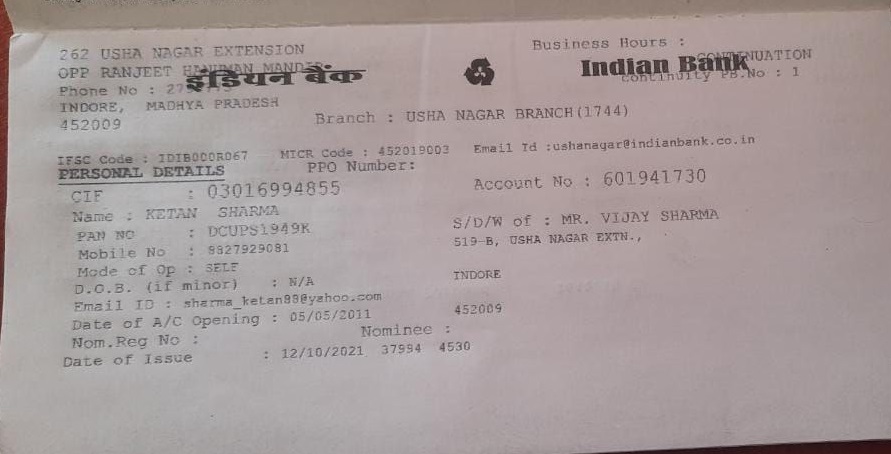 262 USHA NAGAR EXTENSION
Business Hours :
OPP RANJEET HANUMAN MANDIR
इंडियन बैंक
Indian Bank
CONTINUATION
Phone No :
Continuity PB.No : 1
INDORE, MADHYA PRADESH
452009
Branch : USHA NAGAR BRANCH(1744)
IFSC Code : IDIB000R067 MICR Code : 452019003 Email Id :ushanagar@indianbank.co.in
PERSONAL DETAILS PPO Number:
CIF : 03016994855 Account No : 601941730
Name : KETAN SHARMA S/D/W of : MR. VIJAY SHARMA
PAN NO : DCUPS1949K 519-B, USHA NAGAR EXTN.,
Mobile No : 9827929081
Mode of Op : SELF INDORE
D.O.B. (if minor) : N/A
Email ID : sharma_ketan88@yahoo.com 452009
Date of A/C Opening : 05/05/2011
Nom.Reg No : Nominee :
Date of Issue : 12/10/2021 37994 4530